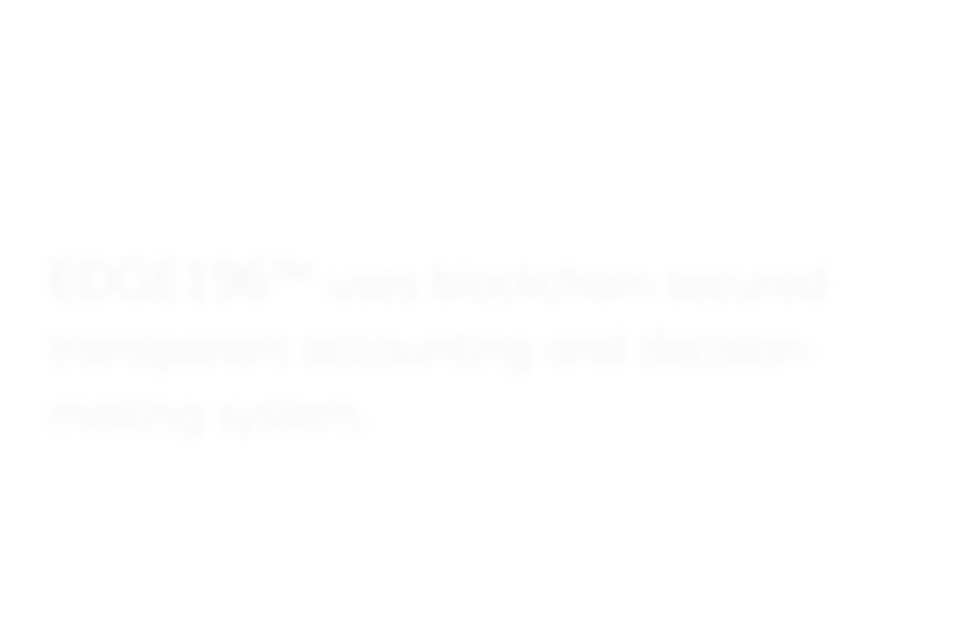 EDGE196™ uses blockchain secured
transparent accounting and decision-
making system.